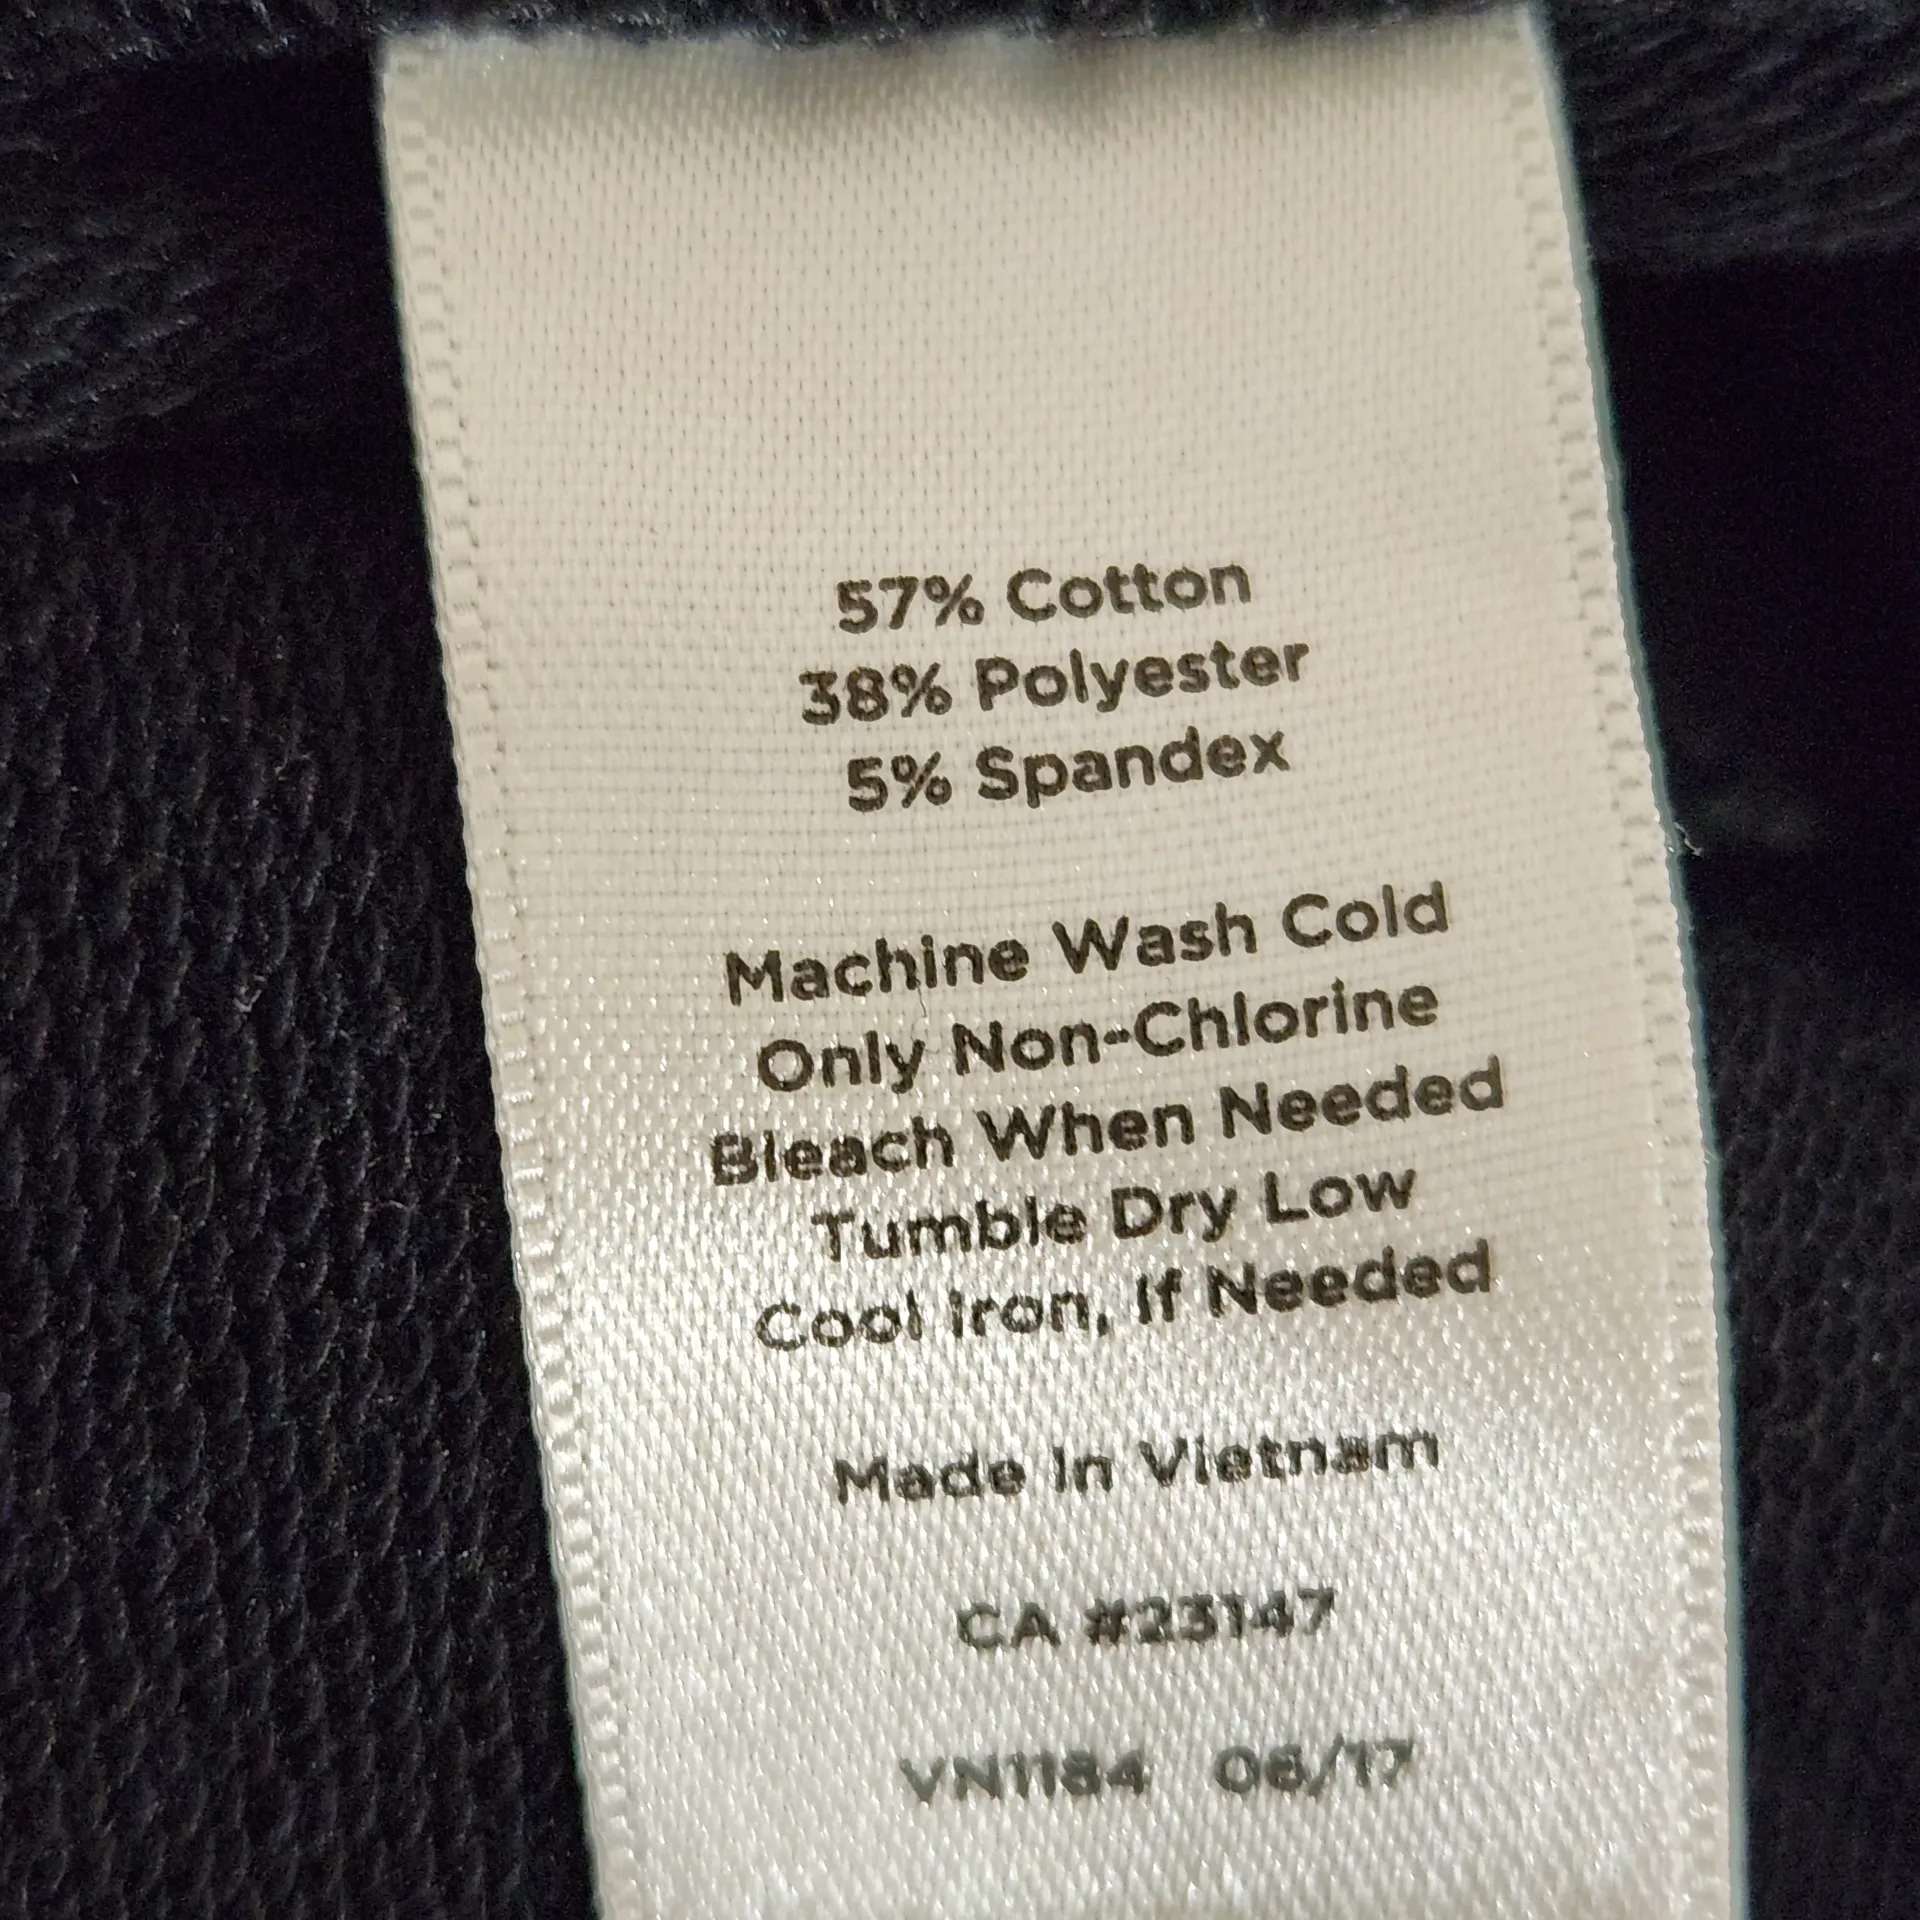 57% Cotton
38% Polyester
5% Spandex
Machine Wash Cold
Only Non-Chlorine
Bleach When Needed
Tumble Dry Low
Cool Iron, If Needed
Made In Vietnam
CA #23147
VN1184 06/17